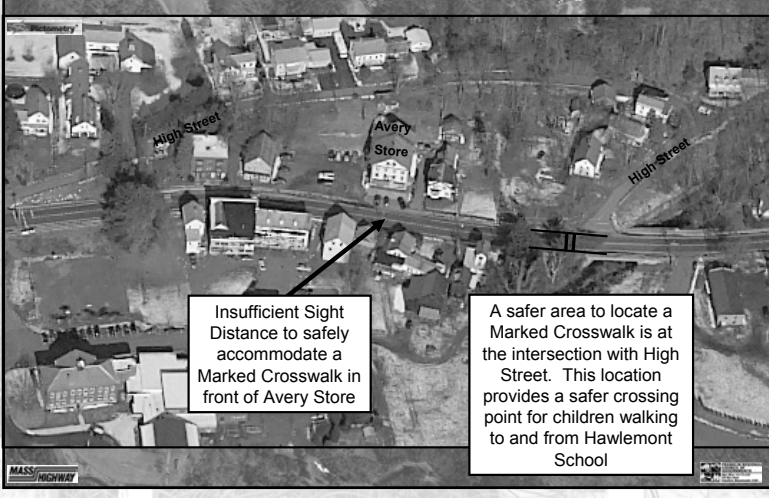 Pictometry
High Street
Avery
Store
High Street
Insufficient Sight
Distance to safely
accommodate a
Marked Crosswalk in
front of Avery Store
A safer area to locate a
Marked Crosswalk is at
the intersection with High
Street. This location
provides a safer crossing
point for children walking
to and from Hawlemont
School
MASS
HIGHWAY